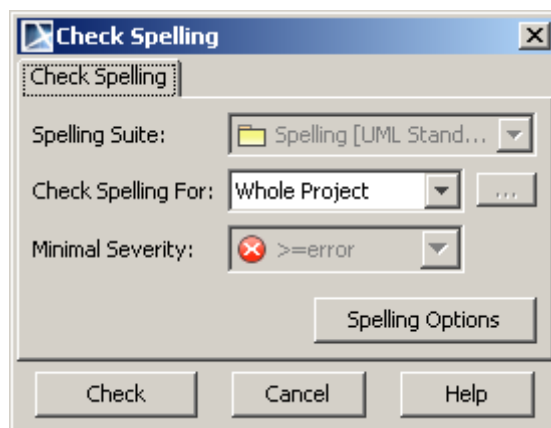 Check Spelling
Check Spelling
Spelling Suite: Spelling [UML Stand...
Check Spelling For: Whole Project ...
Minimal Severity: >=error
Spelling Options
Check Cancel Help